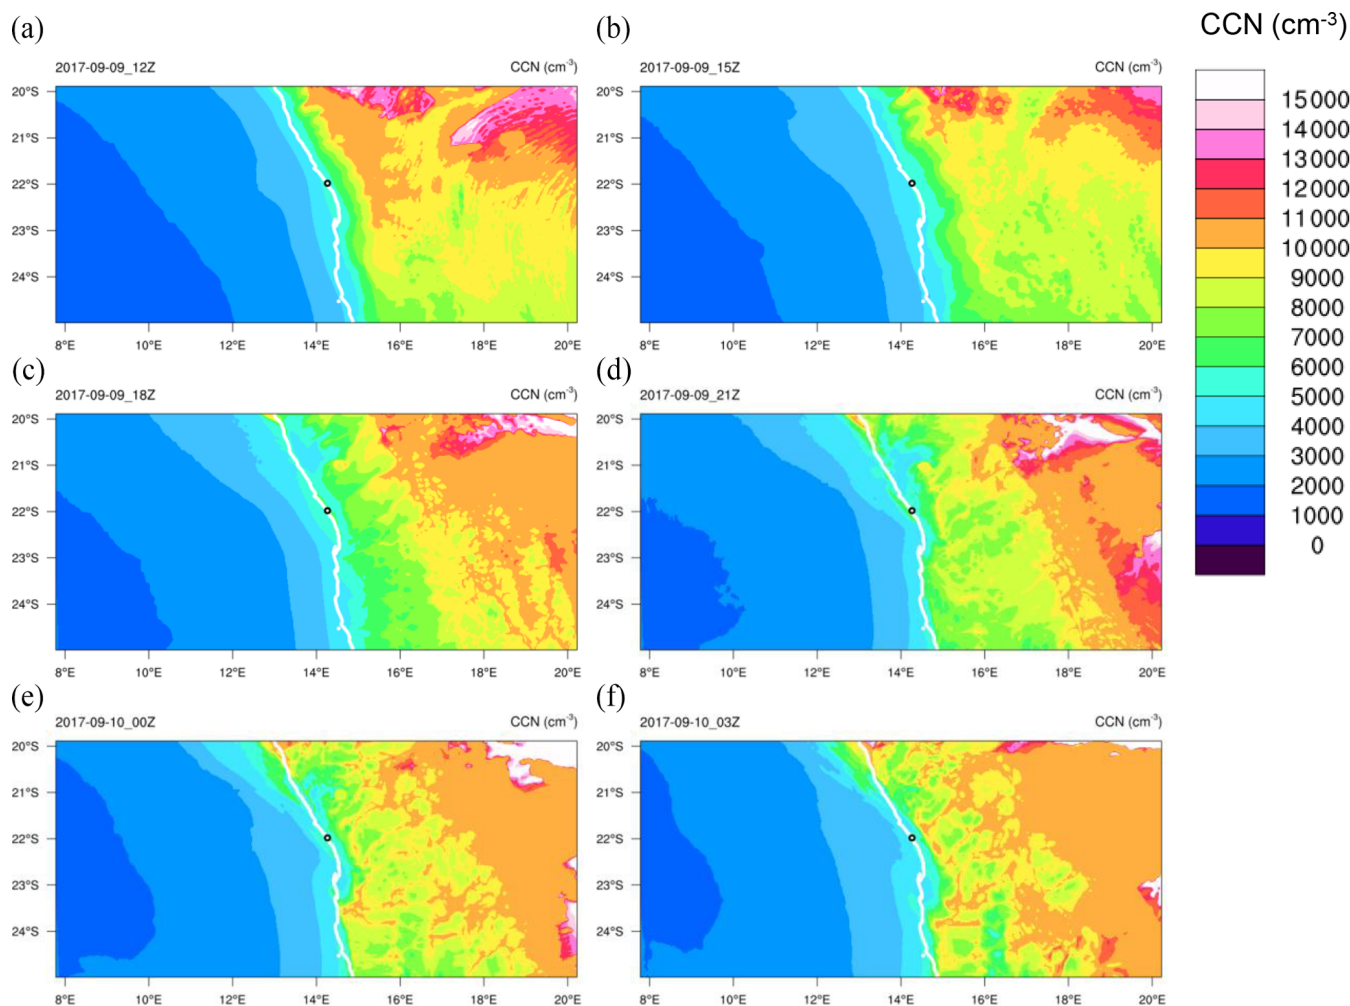 (a)
(b)
CCN (cm-3)
2017-09-09_12Z CCN (cm-3)
2017-09-09_15Z CCN (cm-3)
20°S
21°S
22°S
23°S
24°S
8°E 10°E 12°E 14°E 16°E 18°E 20°E
20°S
21°S
22°S
23°S
24°S
8°E 10°E 12°E 14°E 16°E 18°E 20°E
15000
14000
13000
12000
11000
10000
9000
8000
7000
6000
5000
4000
3000
2000
1000
0
(c)
(d)
2017-09-09_18Z CCN (cm-3)
2017-09-09_21Z CCN (cm-3)
20°S
21°S
22°S
23°S
24°S
8°E 10°E 12°E 14°E 16°E 18°E 20°E
20°S
21°S
22°S
23°S
24°S
8°E 10°E 12°E 14°E 16°E 18°E 20°E
(e)
(f)
2017-09-10_00Z CCN (cm-3)
2017-09-10_03Z CCN (cm-3)
20°S
21°S
22°S
23°S
24°S
8°E 10°E 12°E 14°E 16°E 18°E 20°E
20°S
21°S
22°S
23°S
24°S
8°E 10°E 12°E 14°E 16°E 18°E 20°E